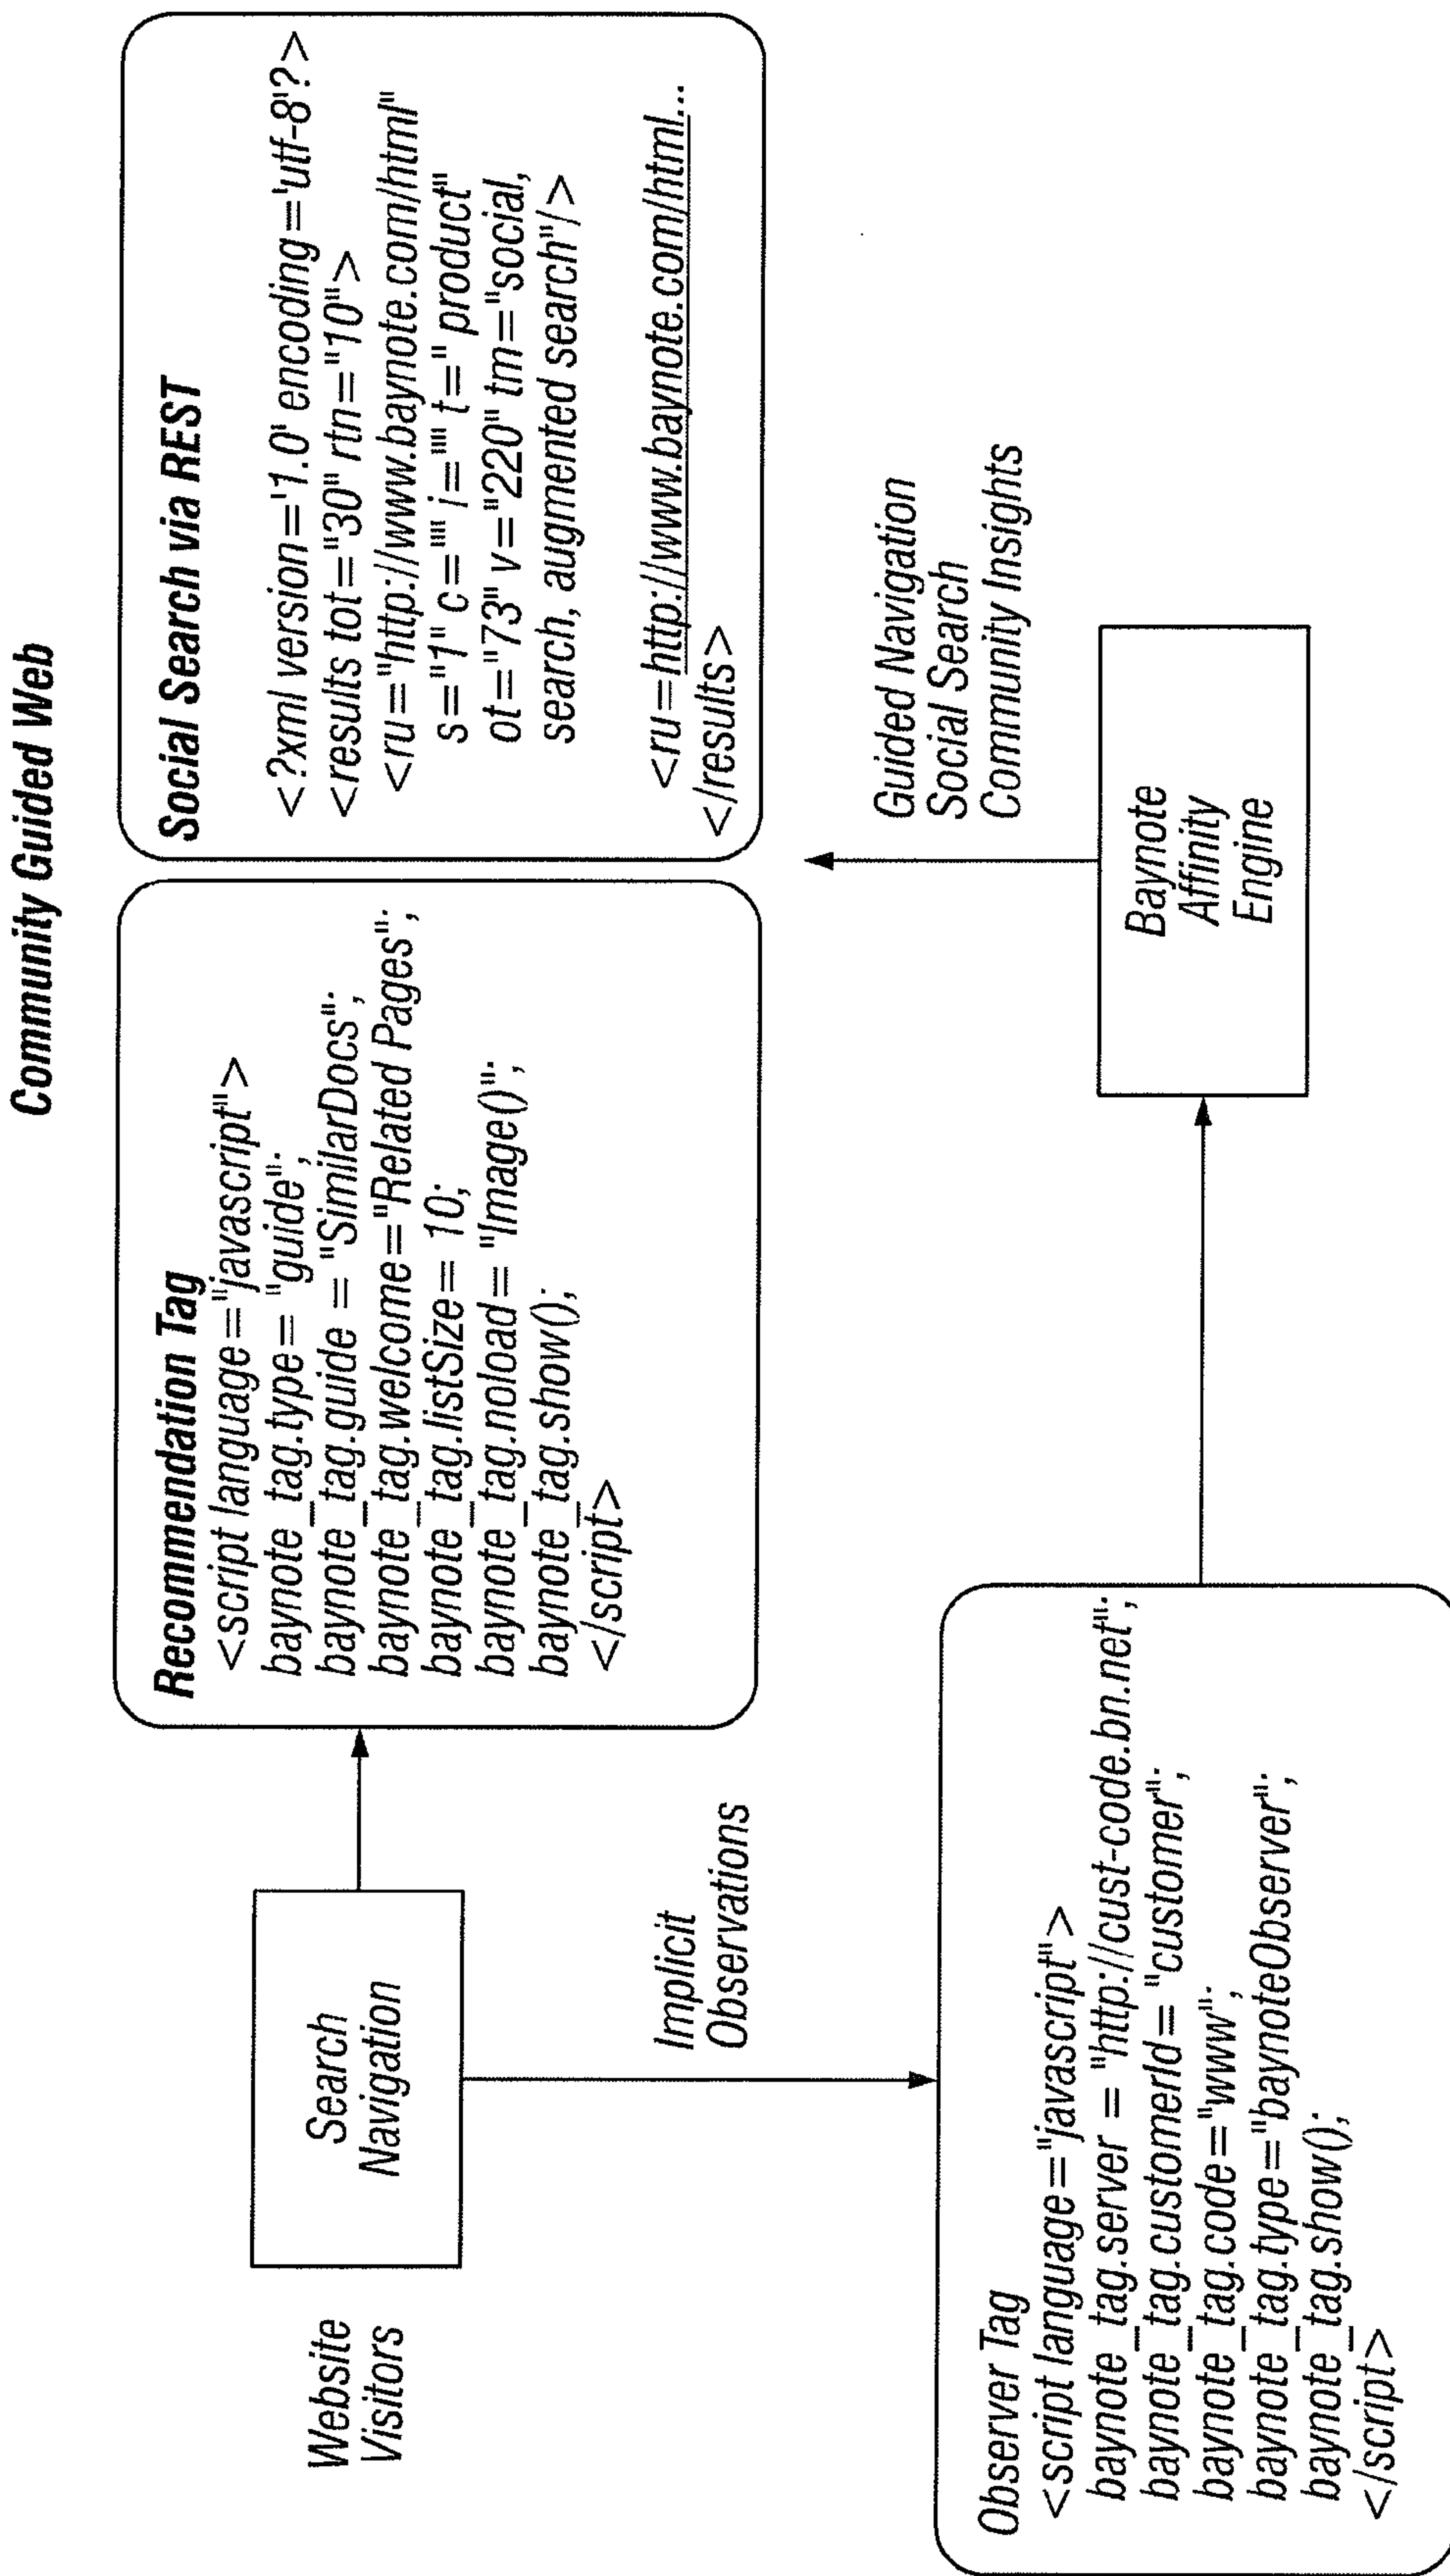 Community Guided Web
Website
Visitors
Search
Navigation
Implicit
Observations
Recommendation Tag
<script language="javascript">
baynote_tag.type= "guide";
baynote_tag.guide = "SimilarDocs";
baynote_tag.welcome="Related Pages";
baynote_tag.listSize= 10;
baynote_tag.noload= "Image()";
baynote_tag.show();
</script>
Social Search via REST
<?xml version='1.0' encoding='utf-8'?>
<results tot="30" rtn="10">
<ru="http://www.baynote.com/html"
s="1" c="" i="" t=" product"
ot="73" v="220" tm="social,
search, augmented search"/>
<ru=http://www.baynote.com/html...
</results>
Observer Tag
<script language="javascript">
baynote_tag.server = "http://cust-code.bn.net";
baynote_tag.customerId= "customer";
baynote_tag.code="www";
baynote_tag.type="baynoteObserver";
baynote_tag.show();
</script>
Baynote
Affinity
Engine
Guided Navigation
Social Search
Community Insights